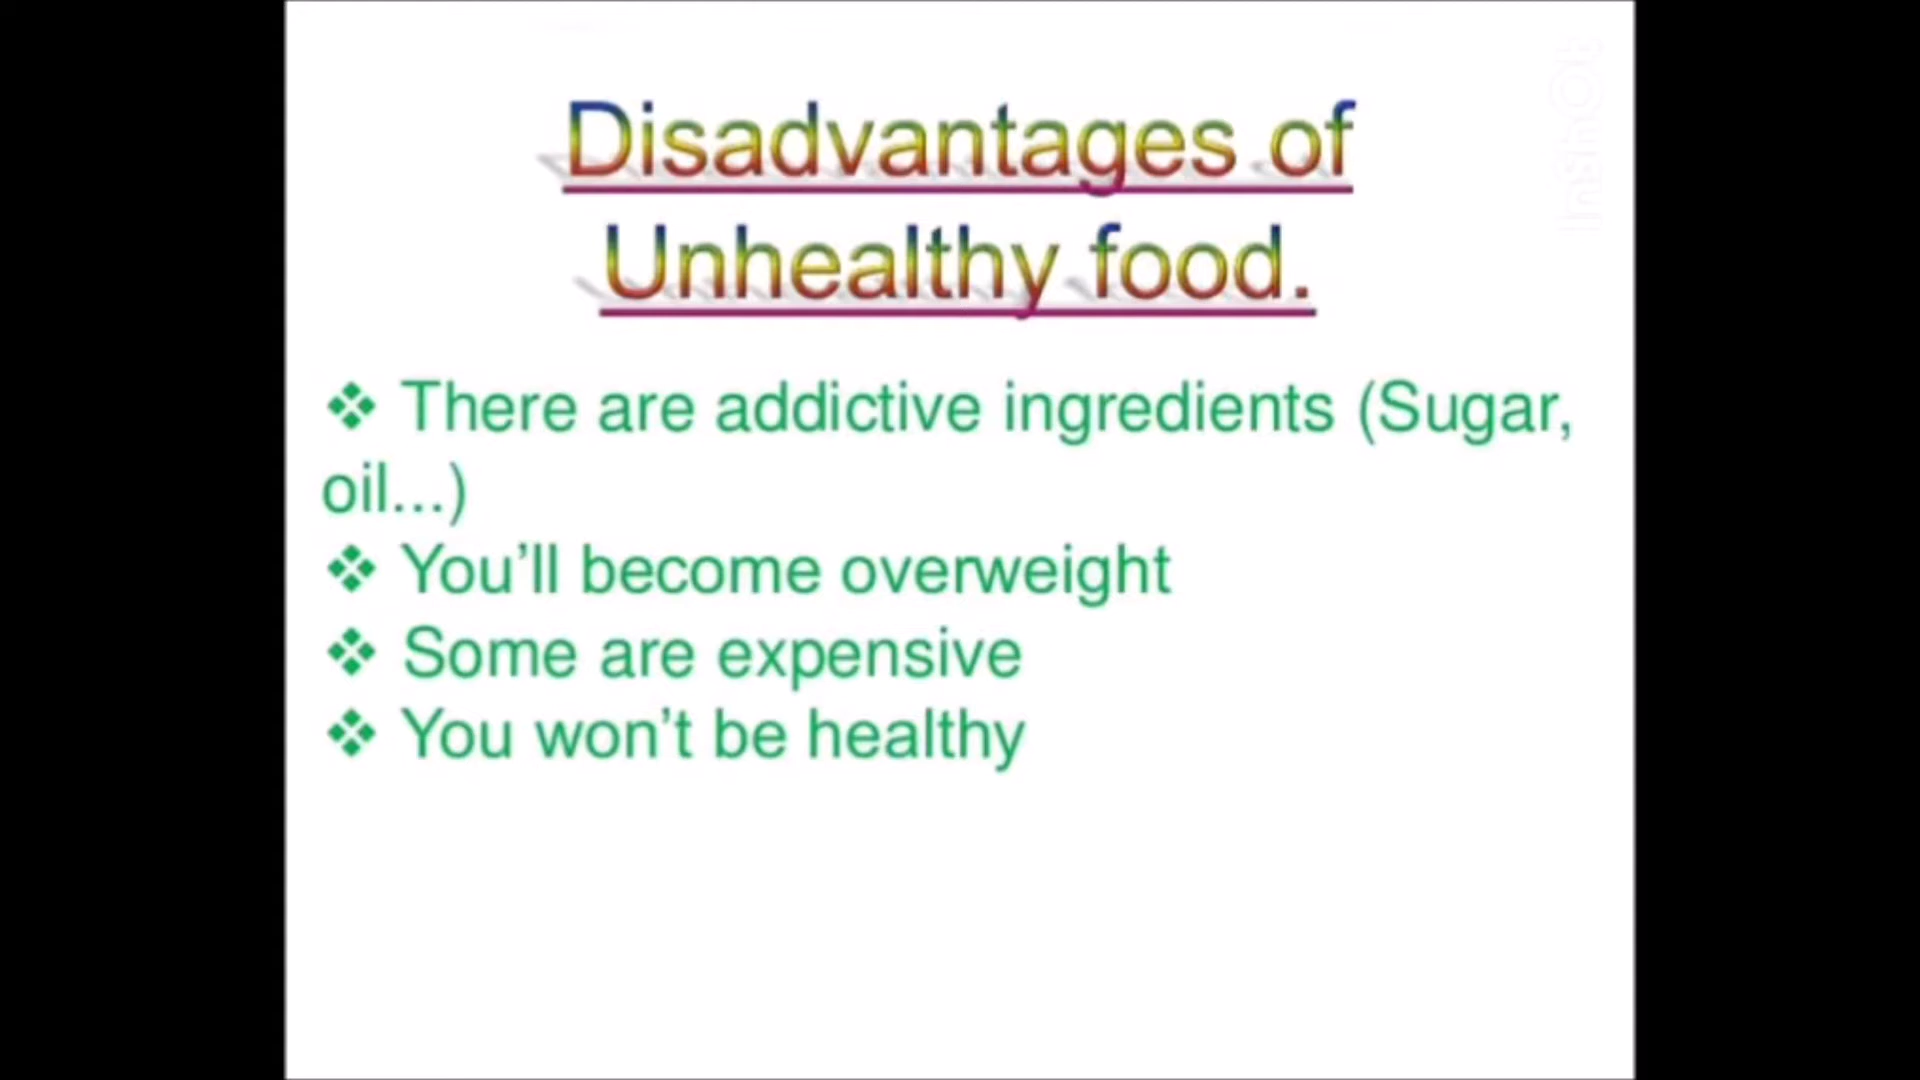 Disadvantages of
Unhealthy food.
❖ There are addictive ingredients (Sugar,
oil...)
❖ You’ll become overweight
❖ Some are expensive
❖ You won’t be healthy